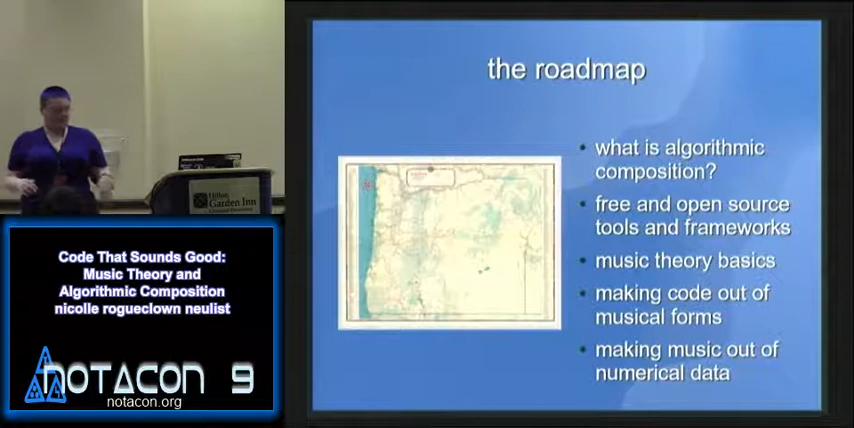 the roadmap
what is algorithmic
composition?
free and open source
tools and frameworks
music theory basics
making code out of
musical forms
making music out of
numerical data
Hilton
Garden Inn
Code That Sounds Good:
Music Theory and
Algorithmic Composition
nicolle rogueclown neulist
NOTACON 9
notacon.org